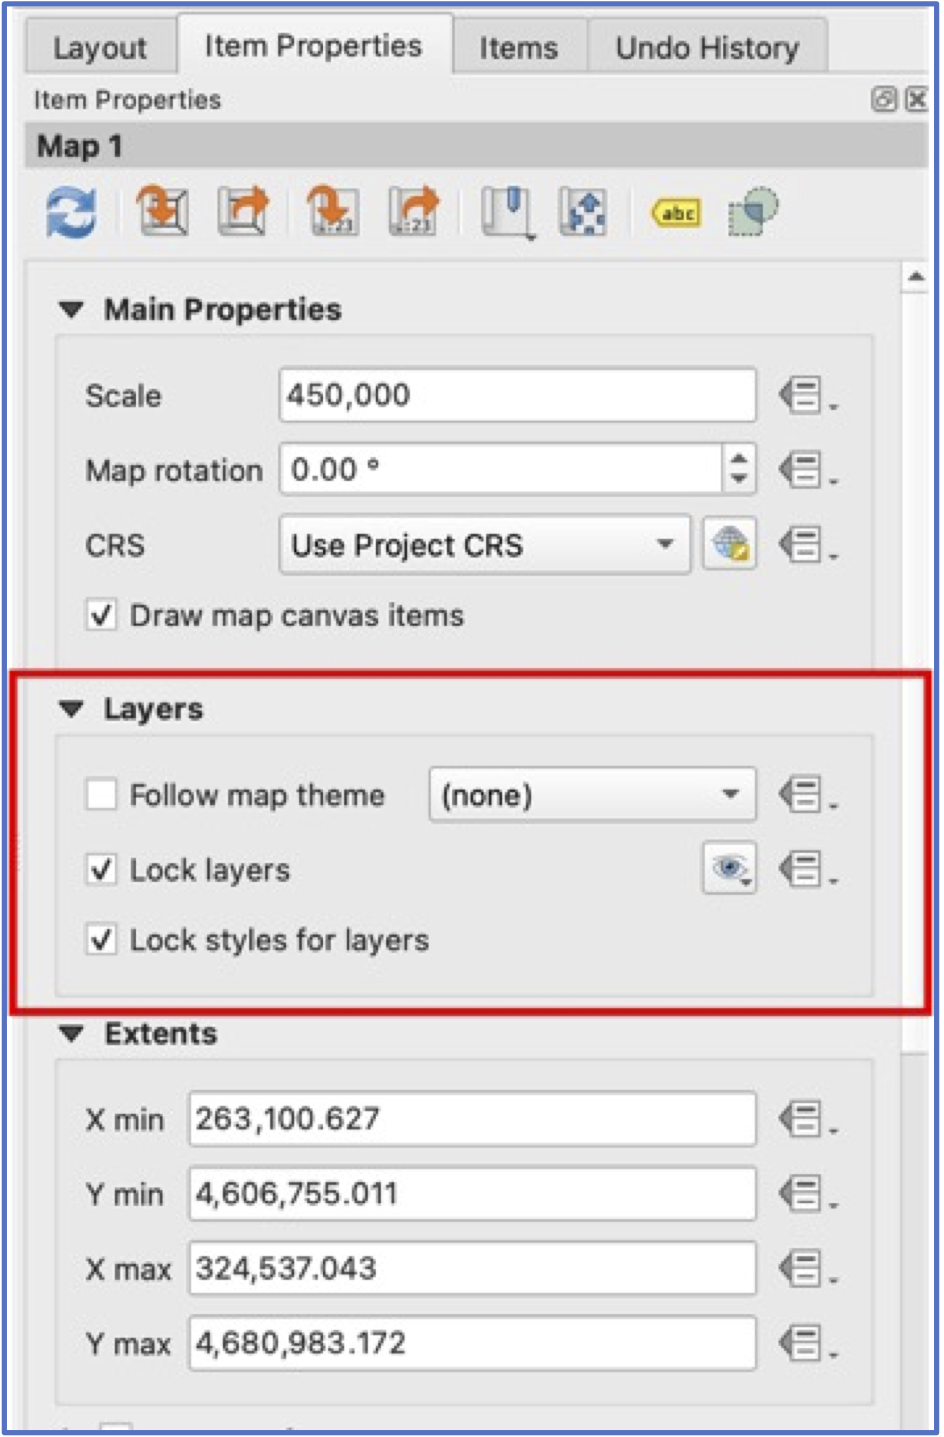 Layout Item Properties Items Undo History
Item Properties
Map 1
abc
Main Properties
Scale 450,000
Map rotation 0.00 °
CRS Use Project CRS
Draw map canvas items
Layers
Follow map theme (none)
Lock layers
Lock styles for layers
Extents
X min 263,100.627
Y min 4,606,755.011
X max 324,537.043
Y max 4,680,983.172